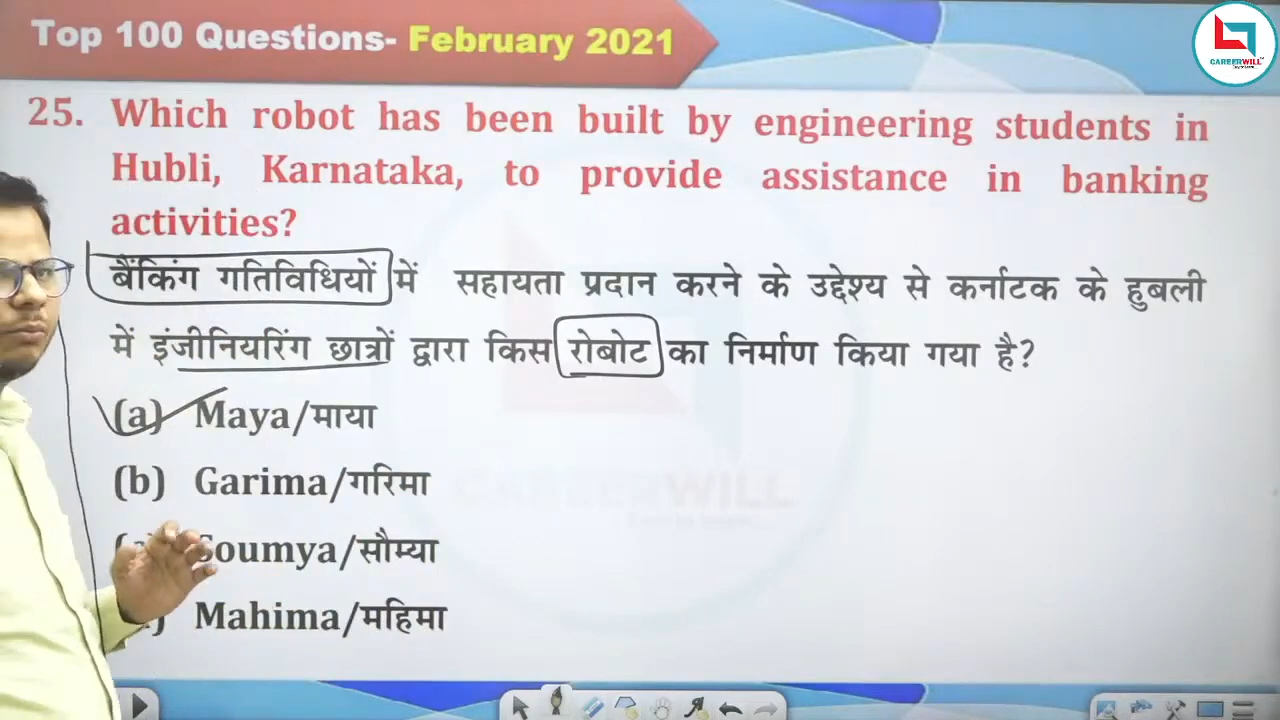 Top 100 Questions- February 2021
CAREERWILL
25. Which robot has been built by engineering students in
Hubli, Karnataka, to provide assistance in banking
activities?
बैंकिंग गतिविधियों में सहायता प्रदान करने के उद्देश्य से कर्नाटक के हुबली
में इंजीनियरिंग छात्रों द्वारा किस रोबोट का निर्माण किया गया है?
(a) Maya/माया
(b) Garima/गरिमा
Soumya/सौम्या
Mahima/महिमा
CAREERWILL